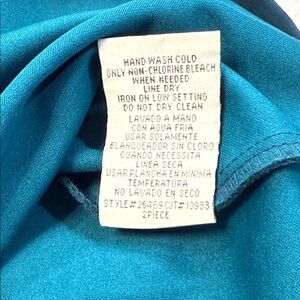 HAND WASH COLD
ONLY NON-CHLORINE BLEACH
WHEN NEEDED
LINE DRY
IRON ON LOW SETTING
DO NOT DRY CLEAN
LAVADO A MANO
CON AGUA FRIA
USAR SOLAMENTE
BLANQUEADOR SIN CLORO
CUANDO NECESITA
LINEA SECA
USAR PLANCHA EN MINIMA
TEMPERATURA
NO LAVADO EN SECO
STYLE#26489 CUT#10933
2PIECE